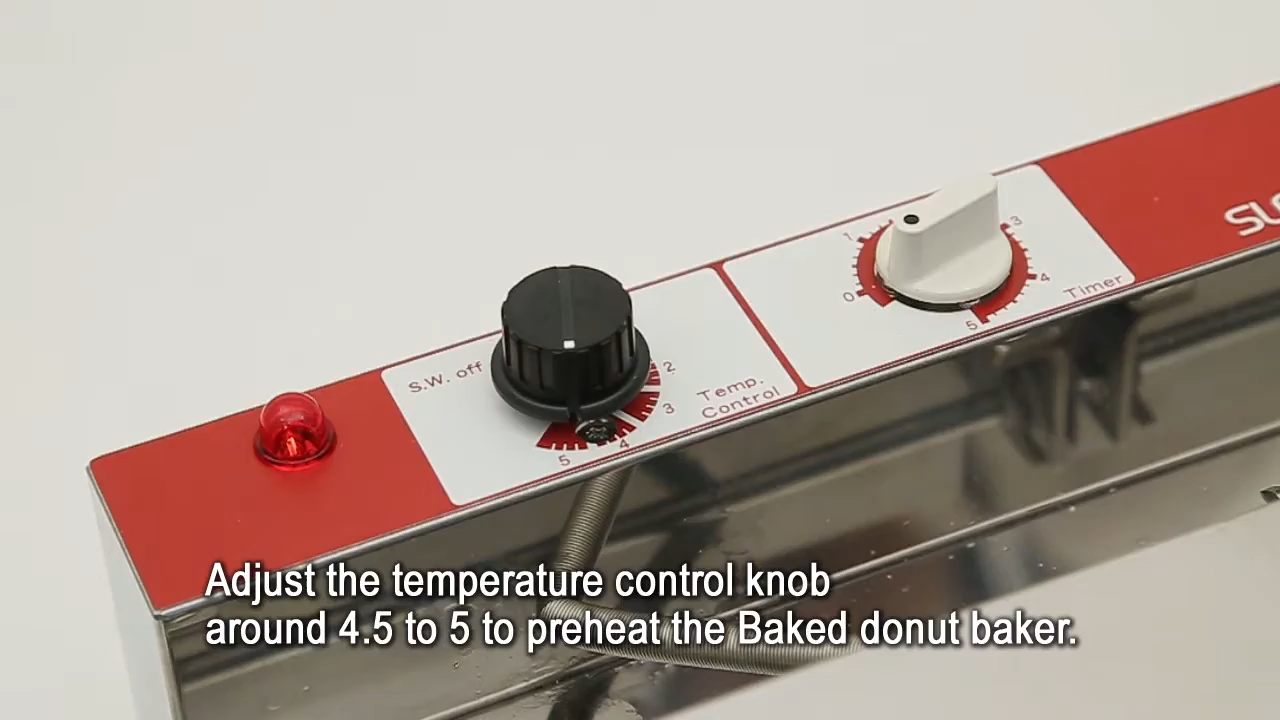 S.W. off
2
3
4
5
Temp.
Control
0
1
3
4
5
Timer
Adjust the temperature control knob
around 4.5 to 5 to preheat the Baked donut baker.